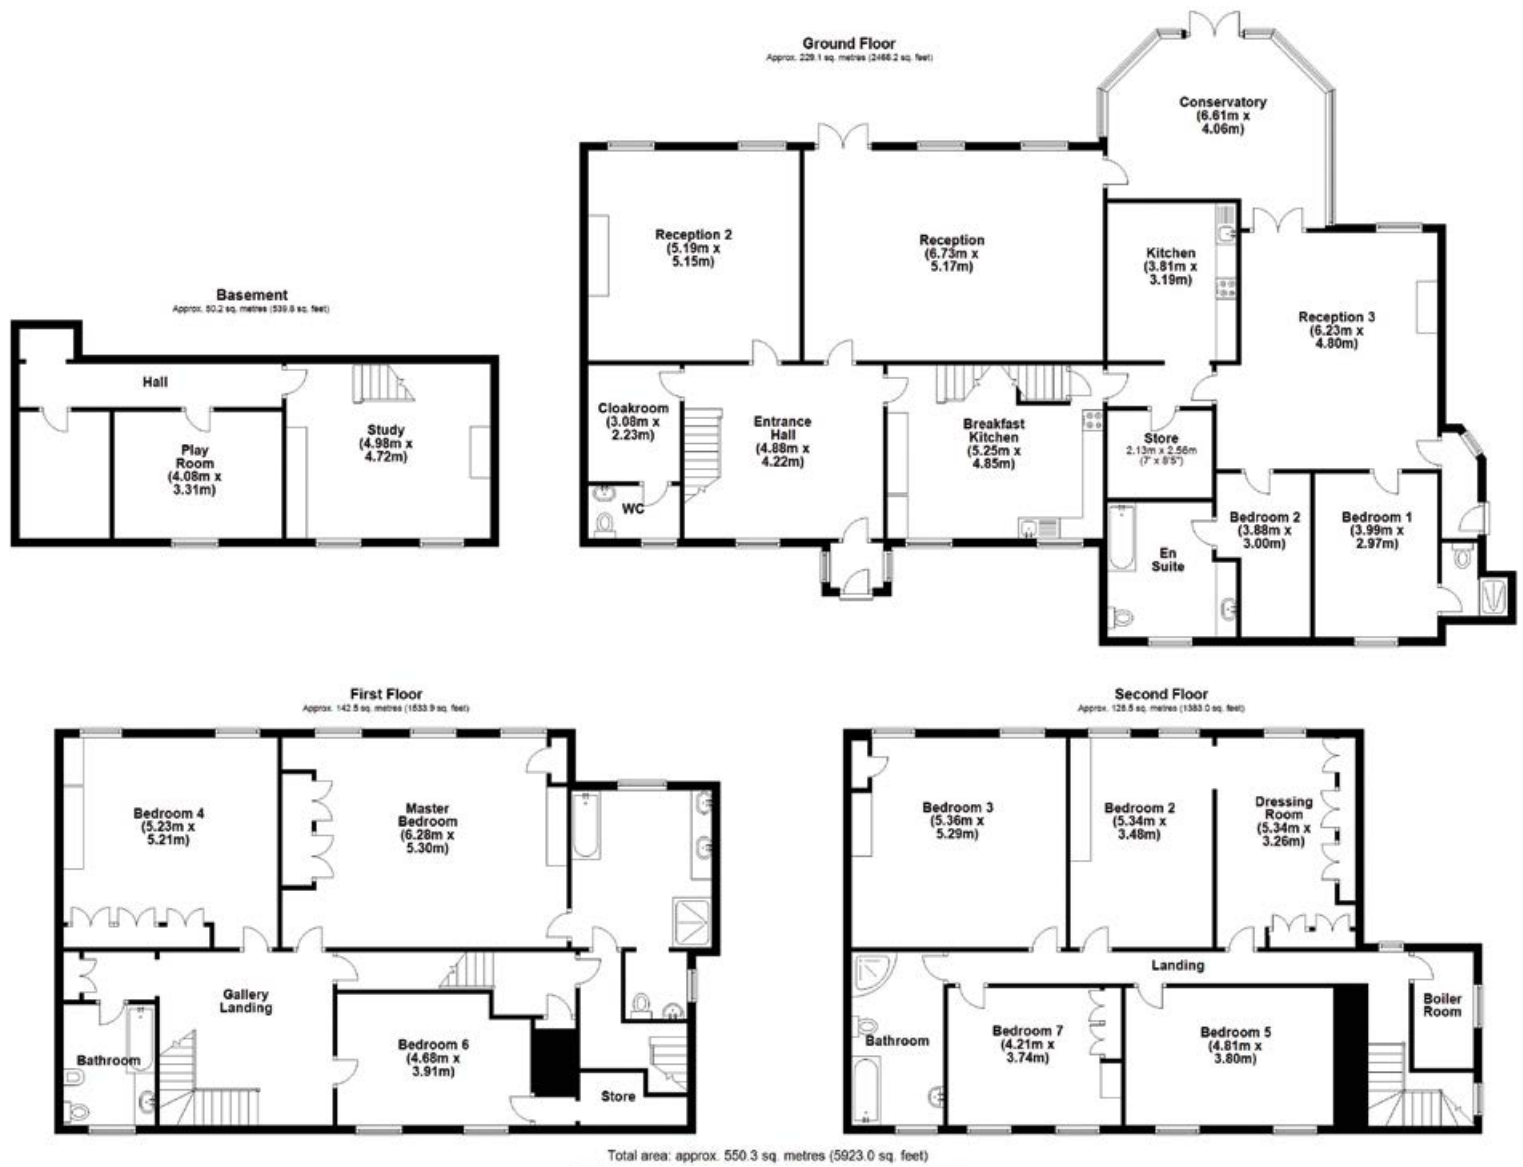 Ground Floor
Approx. 229.1 sq. metres (2466.2 sq. feet)
Conservatory
(6.61m x
4.06m)
Reception 2
(5.19m x
5.15m)
Reception
(6.73m x
5.17m)
Kitchen
(3.81m x
3.19m)
Reception 3
(6.23m x
4.80m)
Cloakroom
(3.08m x
2.23m)
Entrance
Hall
(4.88m x
4.22m)
Breakfast
Kitchen
(5.25m x
4.85m)
Store
2.13m x 2.56m
(7' x 8'5")
WC
En
Suite
Bedroom 2
(3.88m x
3.00m)
Bedroom 1
(3.99m x
2.97m)
Basement
Approx. 50.2 sq. metres (539.8 sq. feet)
Hall
Play
Room
(4.08m x
3.31m)
Study
(4.98m x
4.72m)
First Floor
Approx. 142.5 sq. metres (1533.9 sq. feet)
Bedroom 4
(5.23m x
5.21m)
Master
Bedroom
(6.28m x
5.30m)
Gallery
Landing
Bathroom
Bedroom 6
(4.68m x
3.91m)
Store
Second Floor
Approx. 128.5 sq. metres (1383.0 sq. feet)
Bedroom 3
(5.36m x
5.29m)
Bedroom 2
(5.34m x
3.48m)
Dressing
Room
(5.34m x
3.26m)
Landing
Boiler
Room
Bathroom
Bedroom 7
(4.21m x
3.74m)
Bedroom 5
(4.81m x
3.80m)
Total area: approx. 550.3 sq. metres (5923.0 sq. feet)